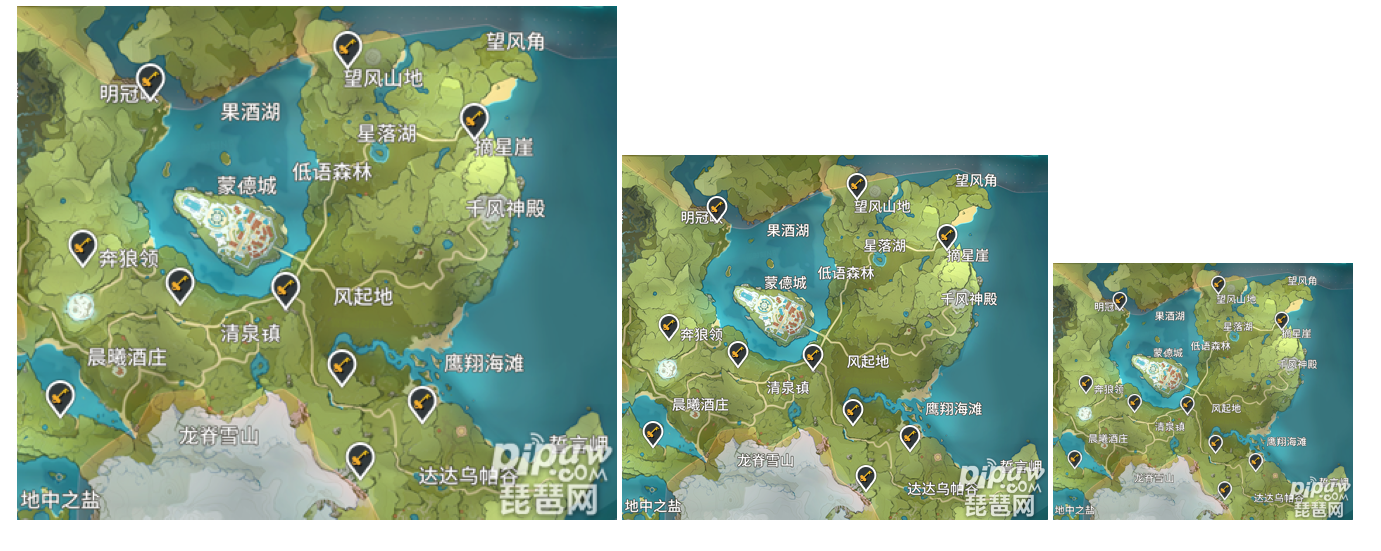 望风角
望风山地
明冠
果酒湖
星落湖
摘星崖
低语森林
蒙德城
千风神殿
奔狼领
风起地
清泉镇
晨曦酒庄
鹰翔海滩
龙脊雪山
誓言岬
达达乌帕谷
地中之盐
pipaw
.COM
琵琶网
望风角
望风山地
明冠
果酒湖
星落湖
摘星崖
低语森林
蒙德城
千风神殿
奔狼领
风起地
清泉镇
晨曦酒庄
鹰翔海滩
龙脊雪山
誓言岬
达达乌帕谷
地中之盐
pipaw
.COM
琵琶网
望风角
望风山地
明冠
果酒湖
星落湖
摘星崖
低语森林
蒙德城
千风神殿
奔狼领
风起地
清泉镇
晨曦酒庄
鹰翔海滩
龙脊雪山
誓言岬
达达乌帕谷
地中之盐
pipaw
.COM
琵琶网